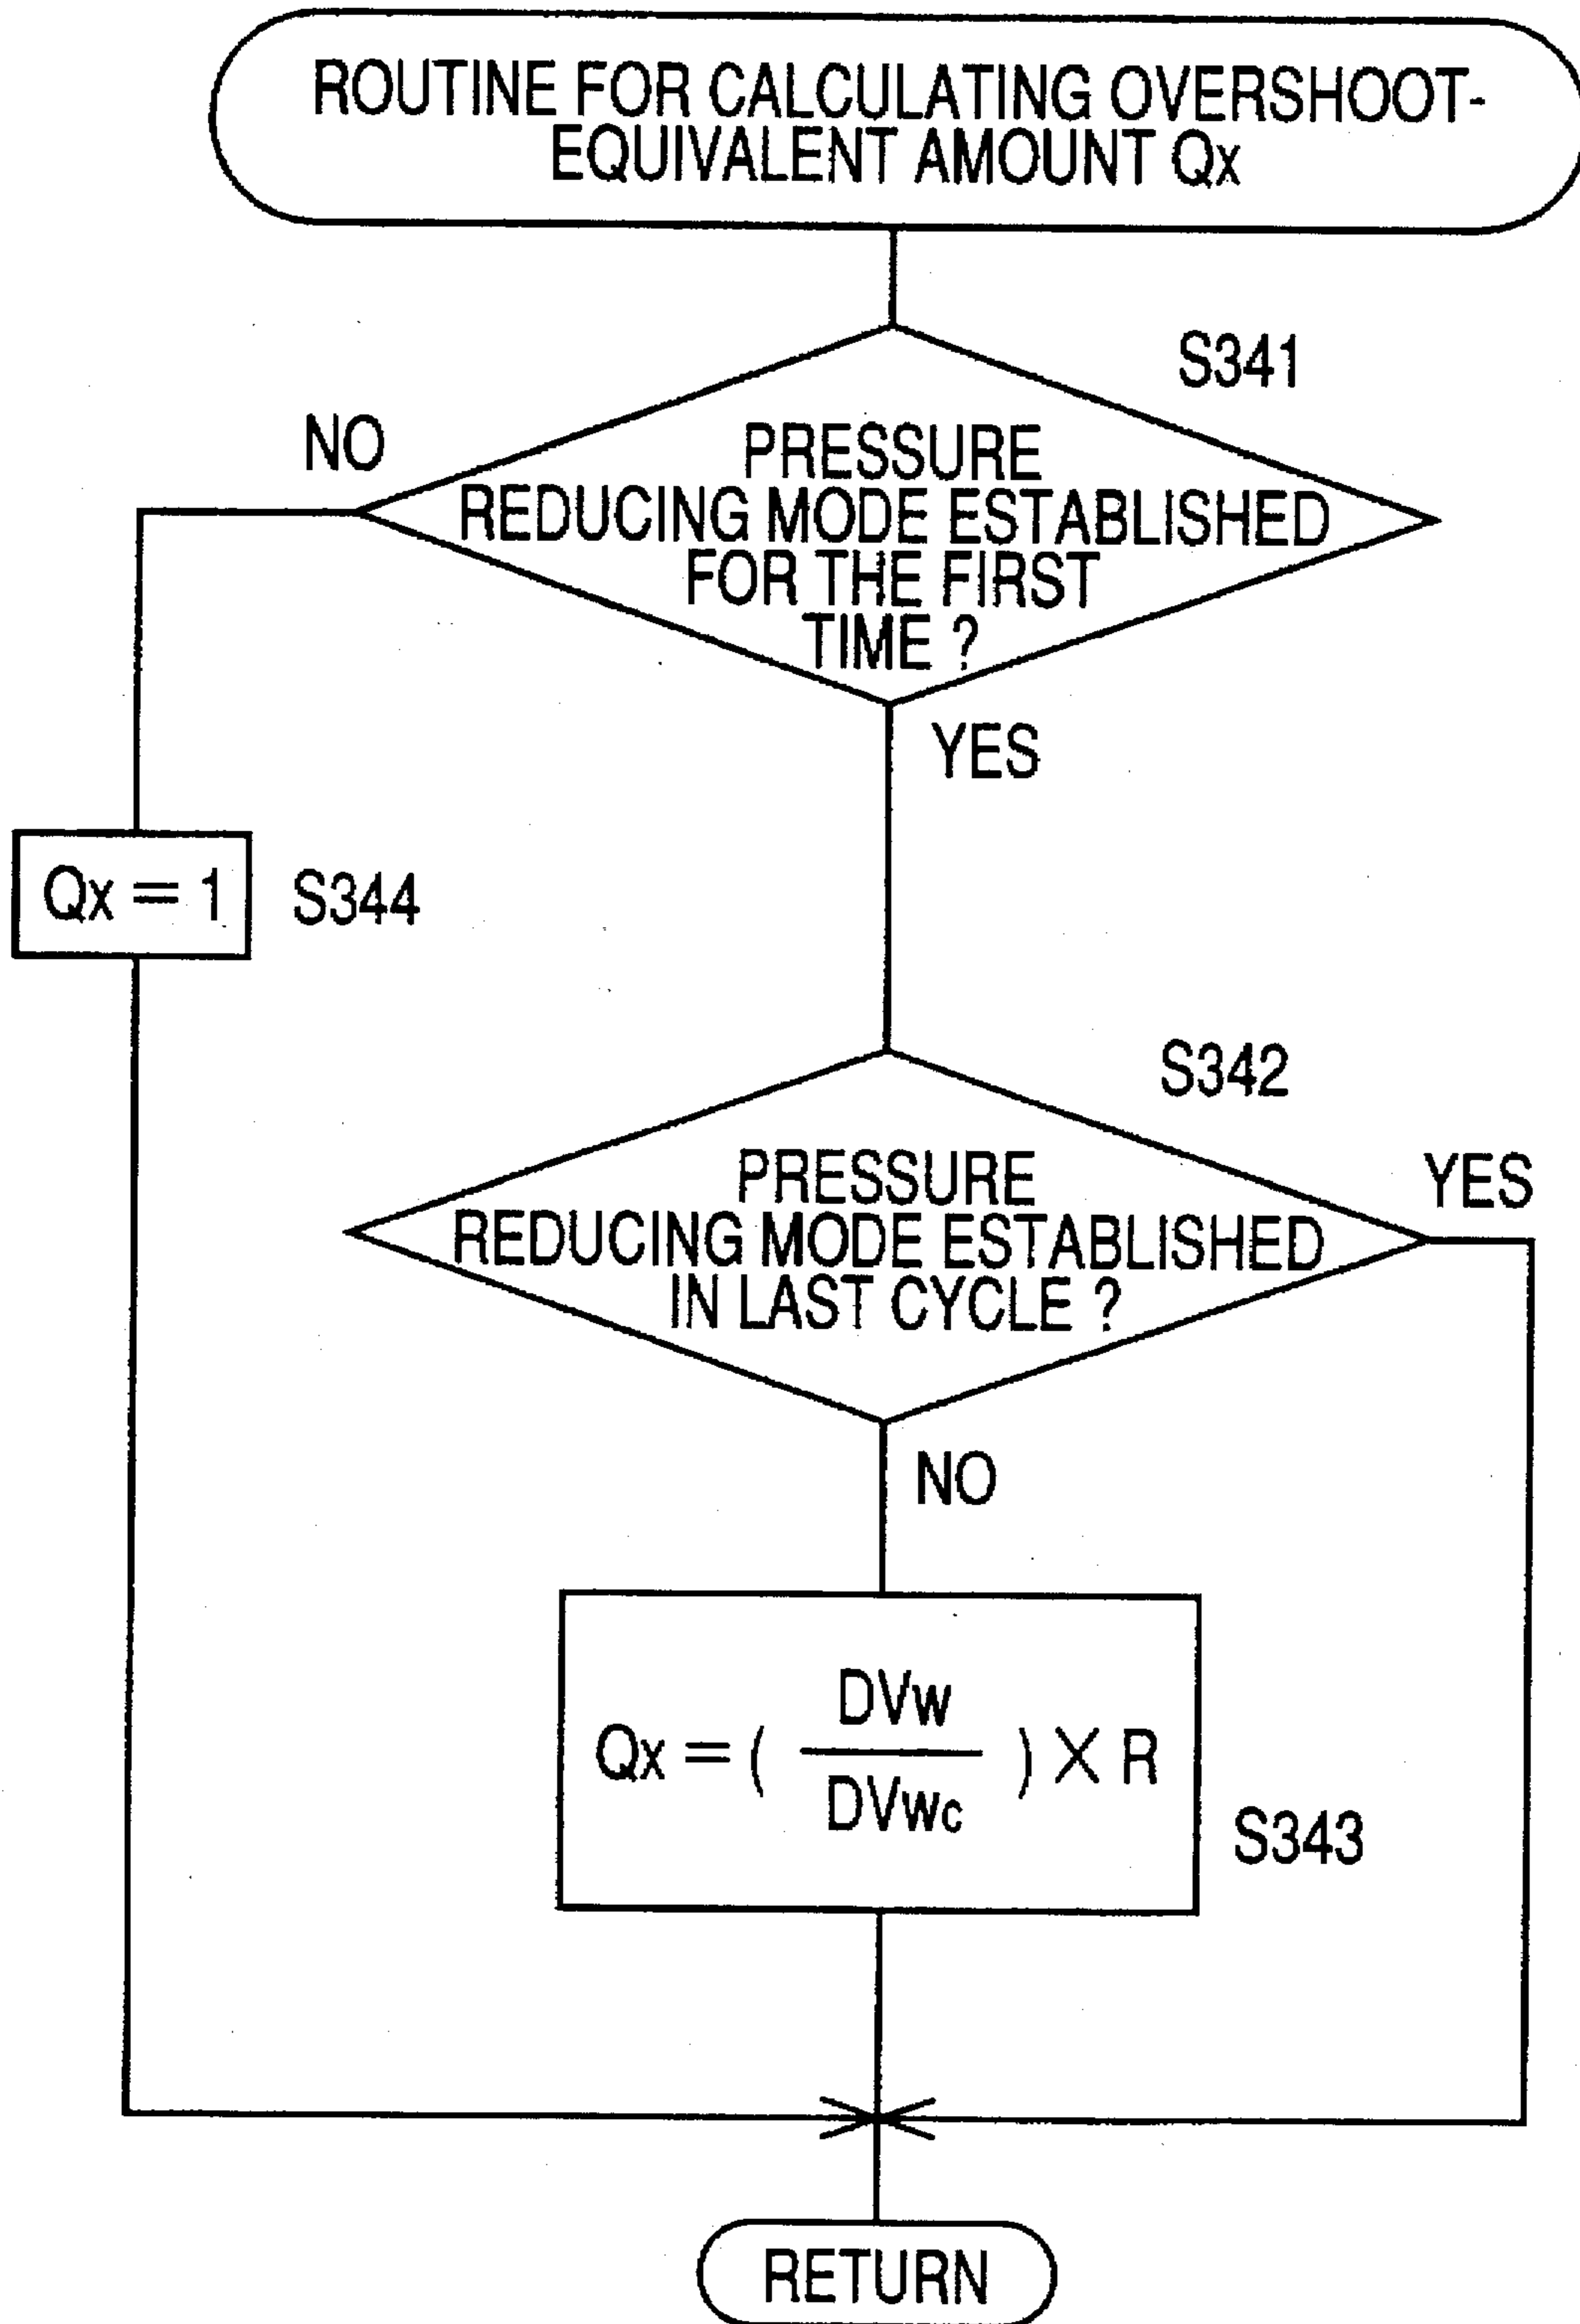 ROUTINE FOR CALCULATING OVERSHOOT-
EQUIVALENT AMOUNT Qx
S341
NO
PRESSURE
REDUCING MODE ESTABLISHED
FOR THE FIRST
TIME ?
YES
Qx = 1
S344
S342
PRESSURE
REDUCING MODE ESTABLISHED
IN LAST CYCLE ?
YES
NO
Qx = ( DVw / DVwc ) × R
S343
RETURN